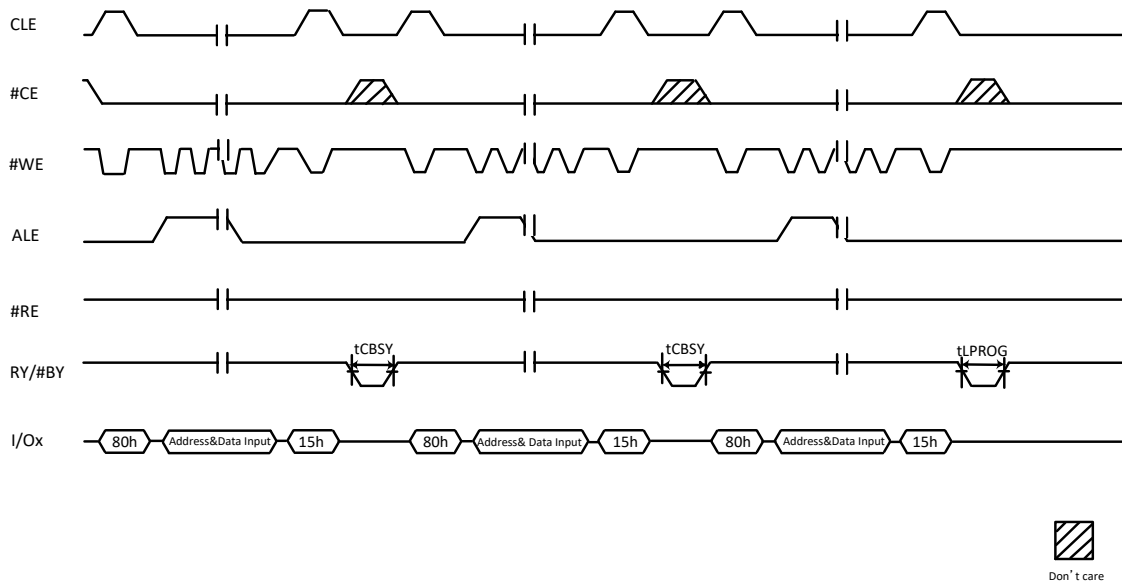 CLE
#CE
#WE
ALE
#RE
tCBSY tCBSY tLPROG
RY/#BY
I/Ox 80h Address&Data Input 15h 80h Address& Data Input 15h 80h Address&Data Input 15h
Don't care